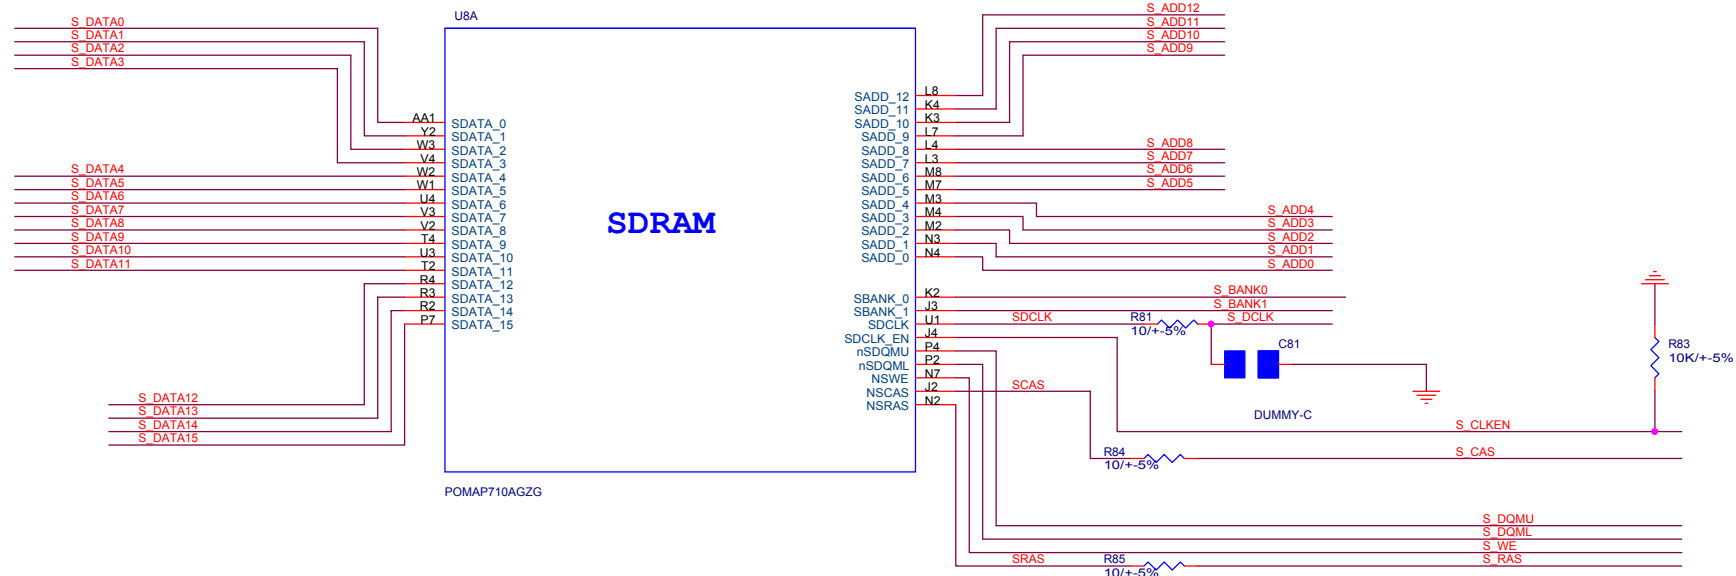 U8A
S_DATA0
S_DATA1
S_DATA2
S_DATA3
S_DATA4
S_DATA5
S_DATA6
S_DATA7
S_DATA8
S_DATA9
S_DATA10
S_DATA11
S_DATA12
S_DATA13
S_DATA14
S_DATA15
AA1 SDATA_0
Y2 SDATA_1
W3 SDATA_2
V4 SDATA_3
W2 SDATA_4
W1 SDATA_5
U4 SDATA_6
V3 SDATA_7
V2 SDATA_8
T4 SDATA_9
U3 SDATA_10
T2 SDATA_11
R4 SDATA_12
R3 SDATA_13
R2 SDATA_14
P7 SDATA_15
SDRAM
POMAP710AGZG
SADD_12 L8
SADD_11 K4
SADD_10 K3
SADD_9 L7
SADD_8 L4
SADD_7 L3
SADD_6 M8
SADD_5 M7
SADD_4 M3
SADD_3 M4
SADD_2 M2
SADD_1 N3
SADD_0 N4
SBANK_0 K2
SBANK_1 J3
SDCLK U1
SDCLK_EN J4
nSDQMU P4
nSDQML P2
NSWE N7
NSCAS J2
NSRAS N2
S_ADD12
S_ADD11
S_ADD10
S_ADD9
S_ADD8
S_ADD7
S_ADD6
S_ADD5
S_ADD4
S_ADD3
S_ADD2
S_ADD1
S_ADD0
S_BANK0
S_BANK1
SDCLK
R81
10/+-5%
S_DCLK
C81
DUMMY-C
R83
10K/+-5%
SCAS
S_CLKEN
R84
10/+-5%
S_CAS
S_DQMU
S_DQML
S_WE
SRAS
R85
10/+-5%
S_RAS